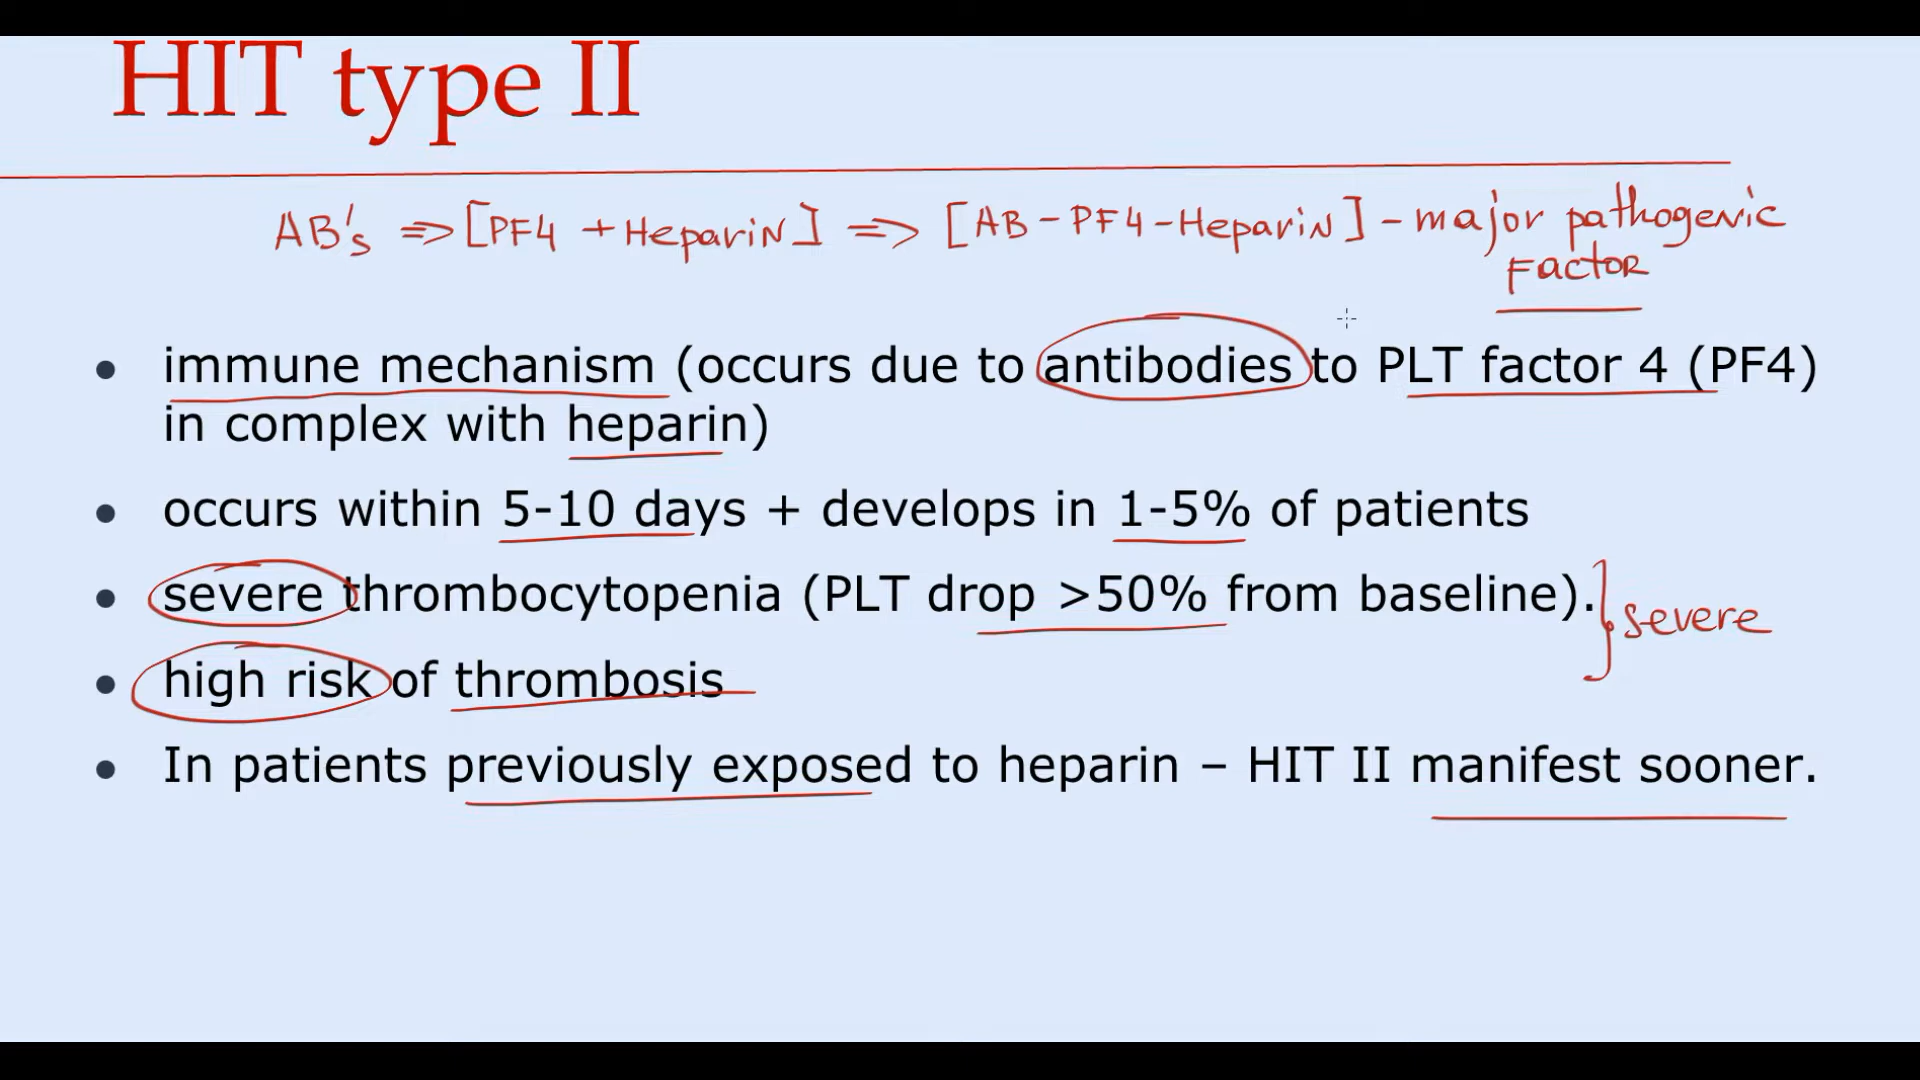 HIT type II
AB's => [PF4 + Heparin] => [AB - PF4 - Heparin] - major pathogenic
Factor
• immune mechanism (occurs due to antibodies to PLT factor 4 (PF4)
in complex with heparin)
• occurs within 5-10 days + develops in 1-5% of patients
• severe thrombocytopenia (PLT drop >50% from baseline).
severe
• high risk of thrombosis
• In patients previously exposed to heparin – HIT II manifest sooner.